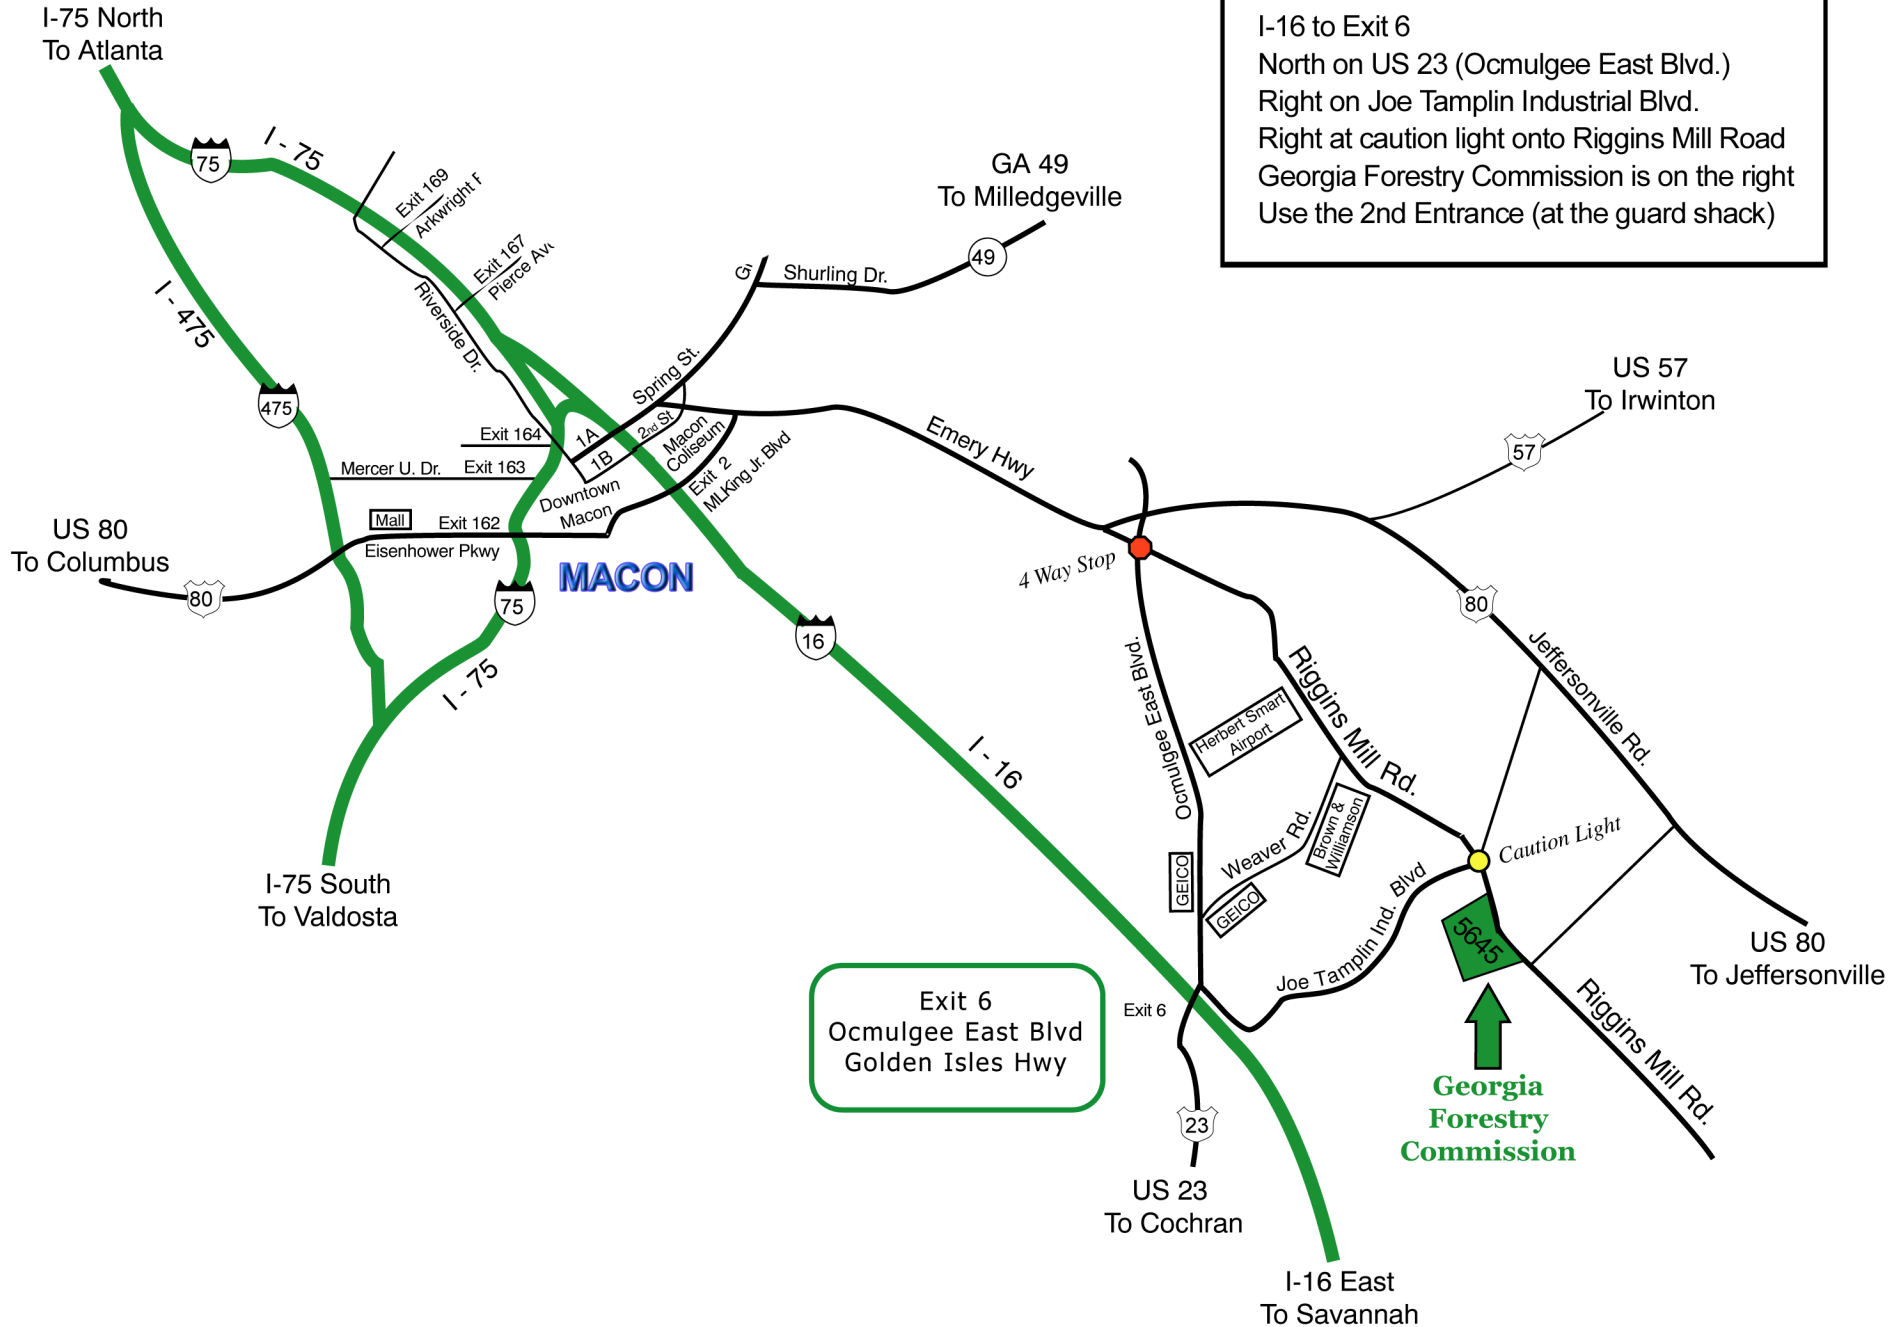 I-75 North
To Atlanta
I-16 to Exit 6
North on US 23 (Ocmulgee East Blvd.)
Right on Joe Tamplin Industrial Blvd.
Right at caution light onto Riggins Mill Road
Georgia Forestry Commission is on the right
Use the 2nd Entrance (at the guard shack)
75
I - 75
Exit 169
Arkwright
GA 49
To Milledgeville
49
Exit 167
Pierce
Shurling Dr.
I - 475
Riverside Dr.
475
Spring St.
2nd St
1A
1B
Macon
Coliseum
Exit 2
MLKing Jr. Blvd
Exit 164
Mercer U. Dr.
Exit 163
Downtown
Macon
Mall
Exit 162
Eisenhower Pkwy
US 80
To Columbus
80
MACON
75
I - 75
I-75 South
To Valdosta
16
I - 16
Emery Hwy
US 57
To Irwinton
57
4 Way Stop
80
Jeffersonville Rd.
Ocmulgee East Blvd.
Herbert Smart
Airport
Riggins Mill Rd.
Weaver Rd.
Brown &
Williamson
GEICO
GEICO
Caution Light
Joe Tamplin Ind. Blvd
5645
US 80
To Jeffersonville
Riggins Mill Rd.
Exit 6
Ocmulgee East Blvd
Golden Isles Hwy
Exit 6
Georgia
Forestry
Commission
23
US 23
To Cochran
I-16 East
To Savannah